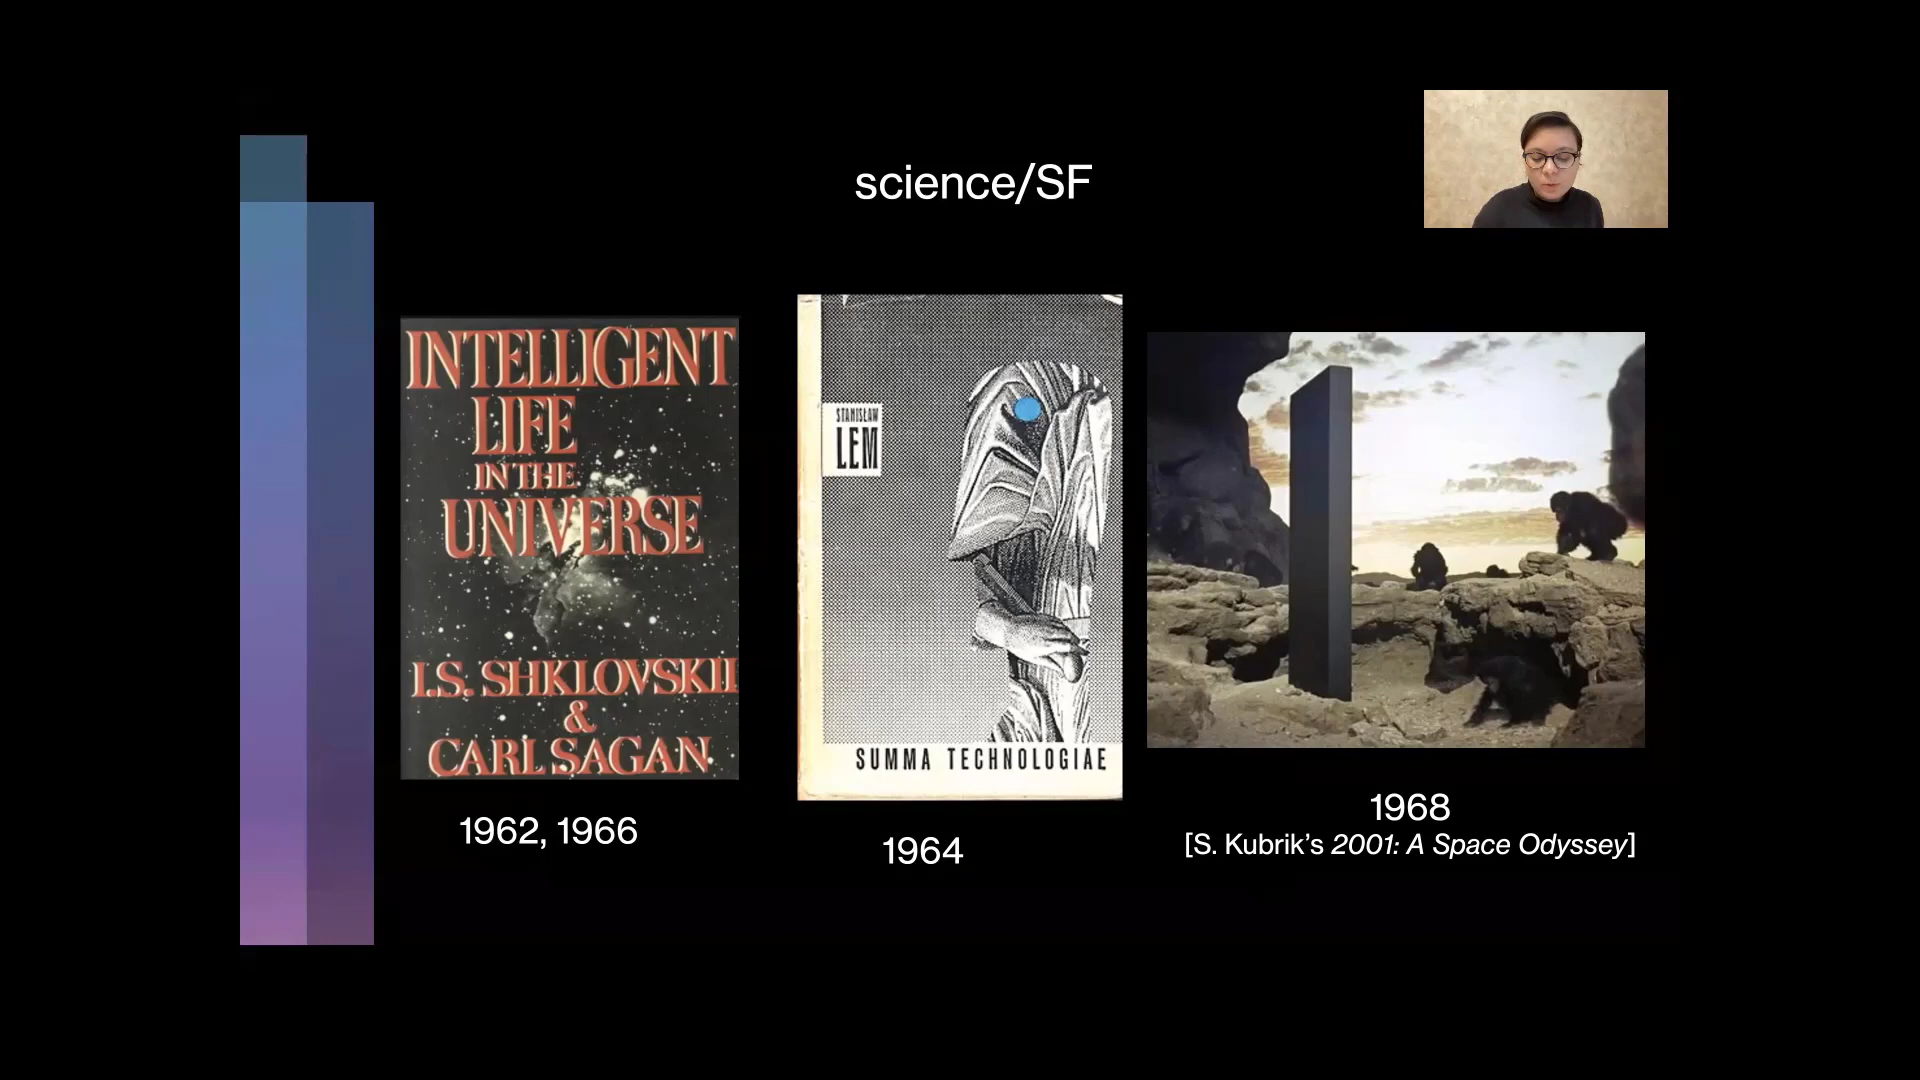 science/SF
INTELLIGENT
LIFE
IN THE
UNIVERSE
I.S. SHKLOVSKII
&
CARL SAGAN
1962, 1966
STANISŁAW
LEM
SUMMA TECHNOLOGIAE
1964
1968
[S. Kubrik’s 2001: A Space Odyssey]